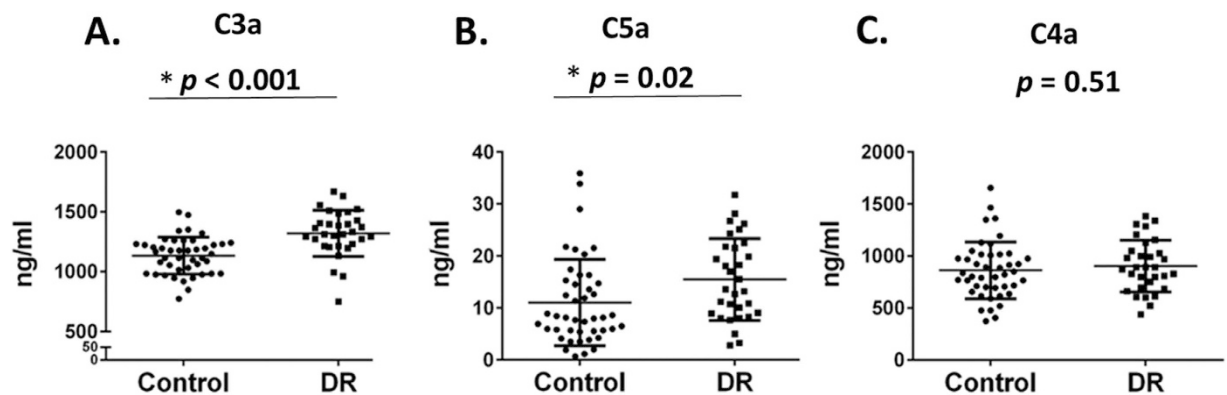 A.
C3a
* p < 0.001
ng/ml
2000
1500
1000
500
50
0
Control
DR
B.
C5a
* p = 0.02
ng/ml
40
30
20
10
0
Control
DR
C.
C4a
p = 0.51
ng/ml
2000
1500
1000
500
0
Control
DR